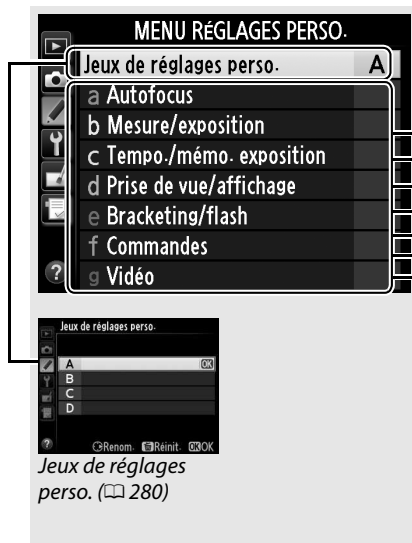 MENU RÉGLAGES PERSO.
Jeux de réglages perso. A
a Autofocus
b Mesure/exposition
c Tempo./mémo. exposition
d Prise de vue/affichage
e Bracketing/flash
f Commandes
g Vidéo
?
Jeux de réglages perso.
A OK
B
C
D
? Renom. Réinit. OK OK
Jeux de réglages
perso. (280)